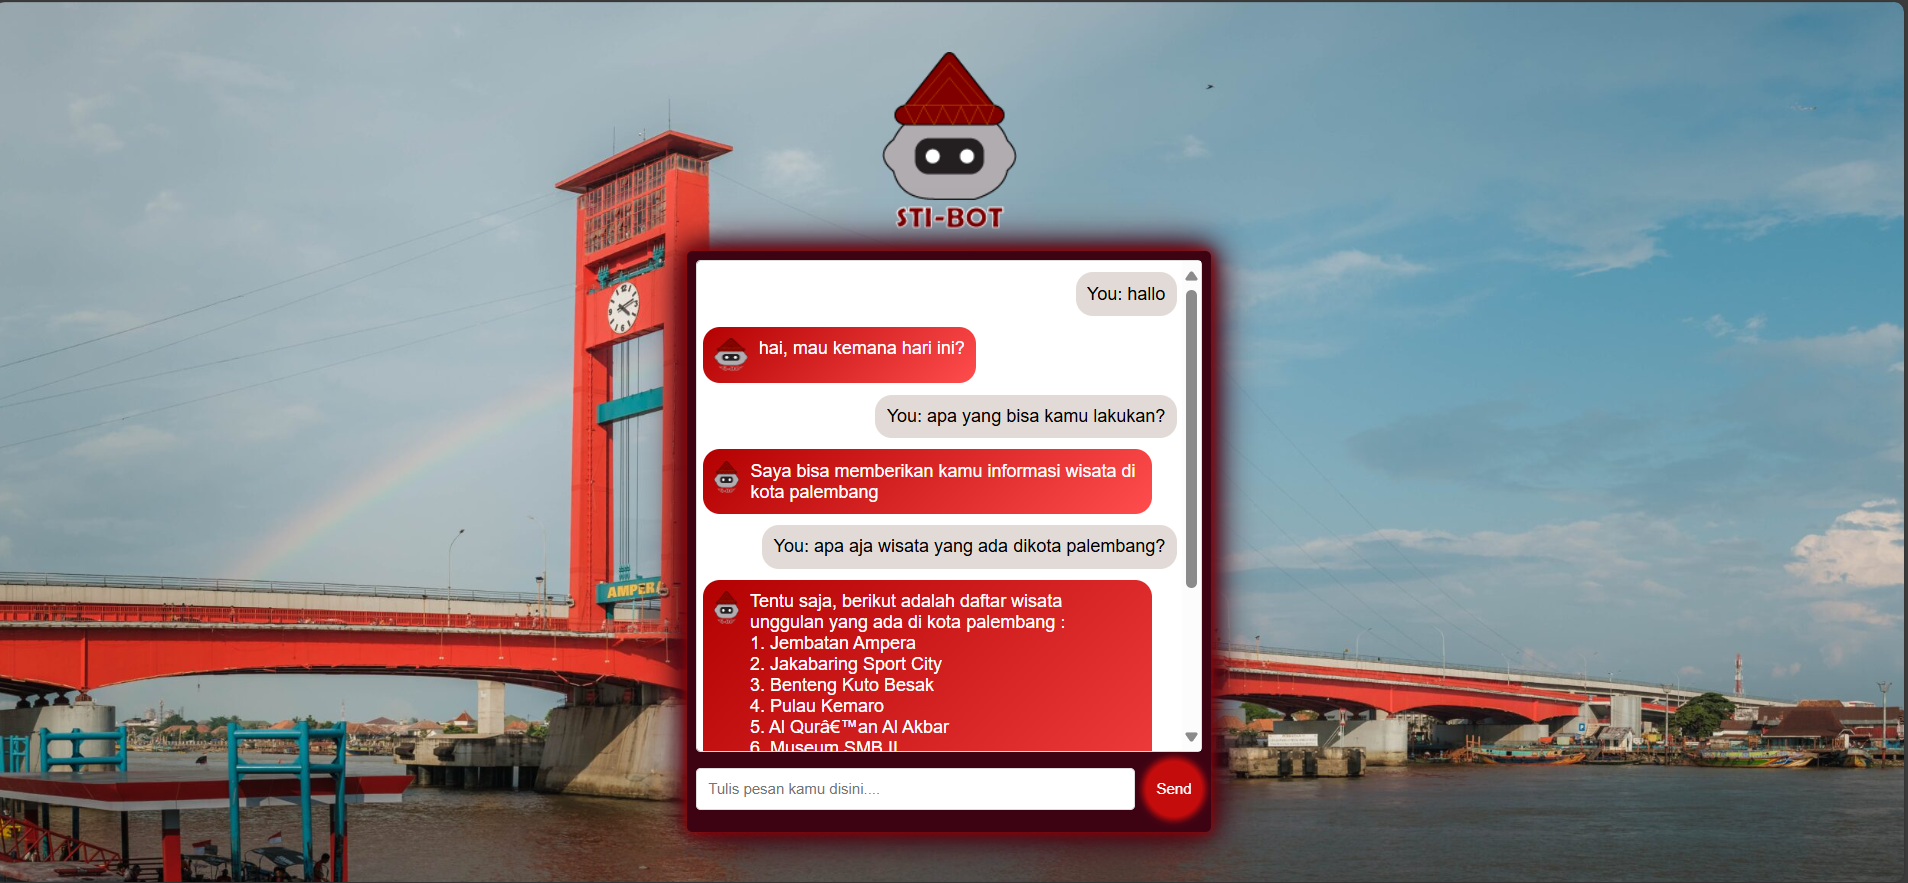 STI-BOT
You: hallo
hai, mau kemana hari ini?
You: apa yang bisa kamu lakukan?
Saya bisa memberikan kamu informasi wisata di
kota palembang
You: apa aja wisata yang ada dikota palembang?
Tentu saja, berikut adalah daftar wisata
unggulan yang ada di kota palembang :
1. Jembatan Ampera
2. Jakabaring Sport City
3. Benteng Kuto Besak
4. Pulau Kemaro
5. Al Qurâ€™an Al Akbar
6. Museum SMB II
Tulis pesan kamu disini....
Send
AMPERA